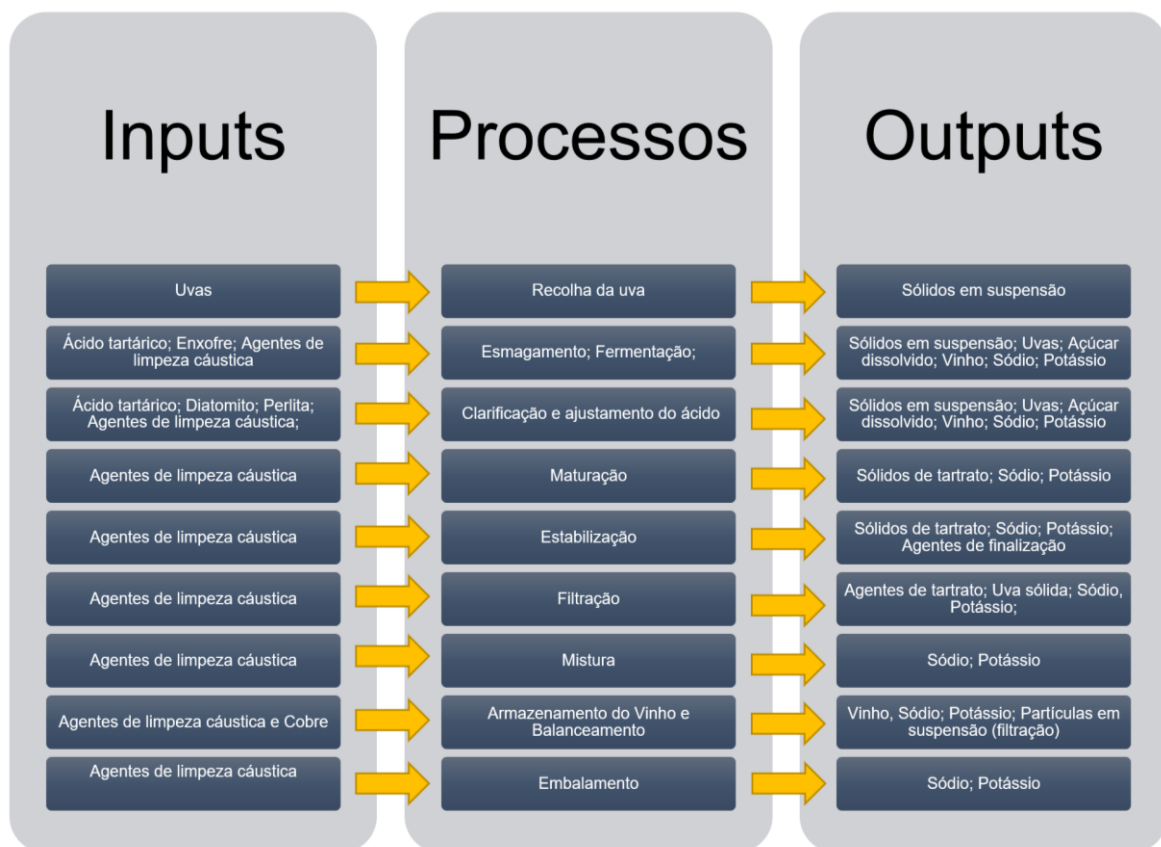 Inputs
Processos
Outputs
Uvas
Recolha da uva
Sólidos em suspensão
Ácido tartárico; Enxofre; Agentes de
limpeza cáustica
Esmagamento; Fermentação;
Sólidos em suspensão; Uvas; Açúcar
dissolvido; Vinho; Sódio; Potássio
Ácido tartárico; Diatomito; Perlita;
Agentes de limpeza cáustica;
Clarificação e ajustamento do ácido
Sólidos em suspensão; Uvas; Açúcar
dissolvido; Vinho; Sódio; Potássio
Agentes de limpeza cáustica
Maturação
Sólidos de tartrato; Sódio; Potássio
Agentes de limpeza cáustica
Estabilização
Sólidos de tartrato; Sódio; Potássio;
Agentes de finalização
Agentes de limpeza cáustica
Filtração
Agentes de tartrato; Uva sólida; Sódio,
Potássio;
Agentes de limpeza cáustica
Mistura
Sódio; Potássio
Agentes de limpeza cáustica e Cobre
Armazenamento do Vinho e
Balanceamento
Vinho, Sódio; Potássio; Partículas em
suspensão (filtração)
Agentes de limpeza cáustica
Embalamento
Sódio; Potássio